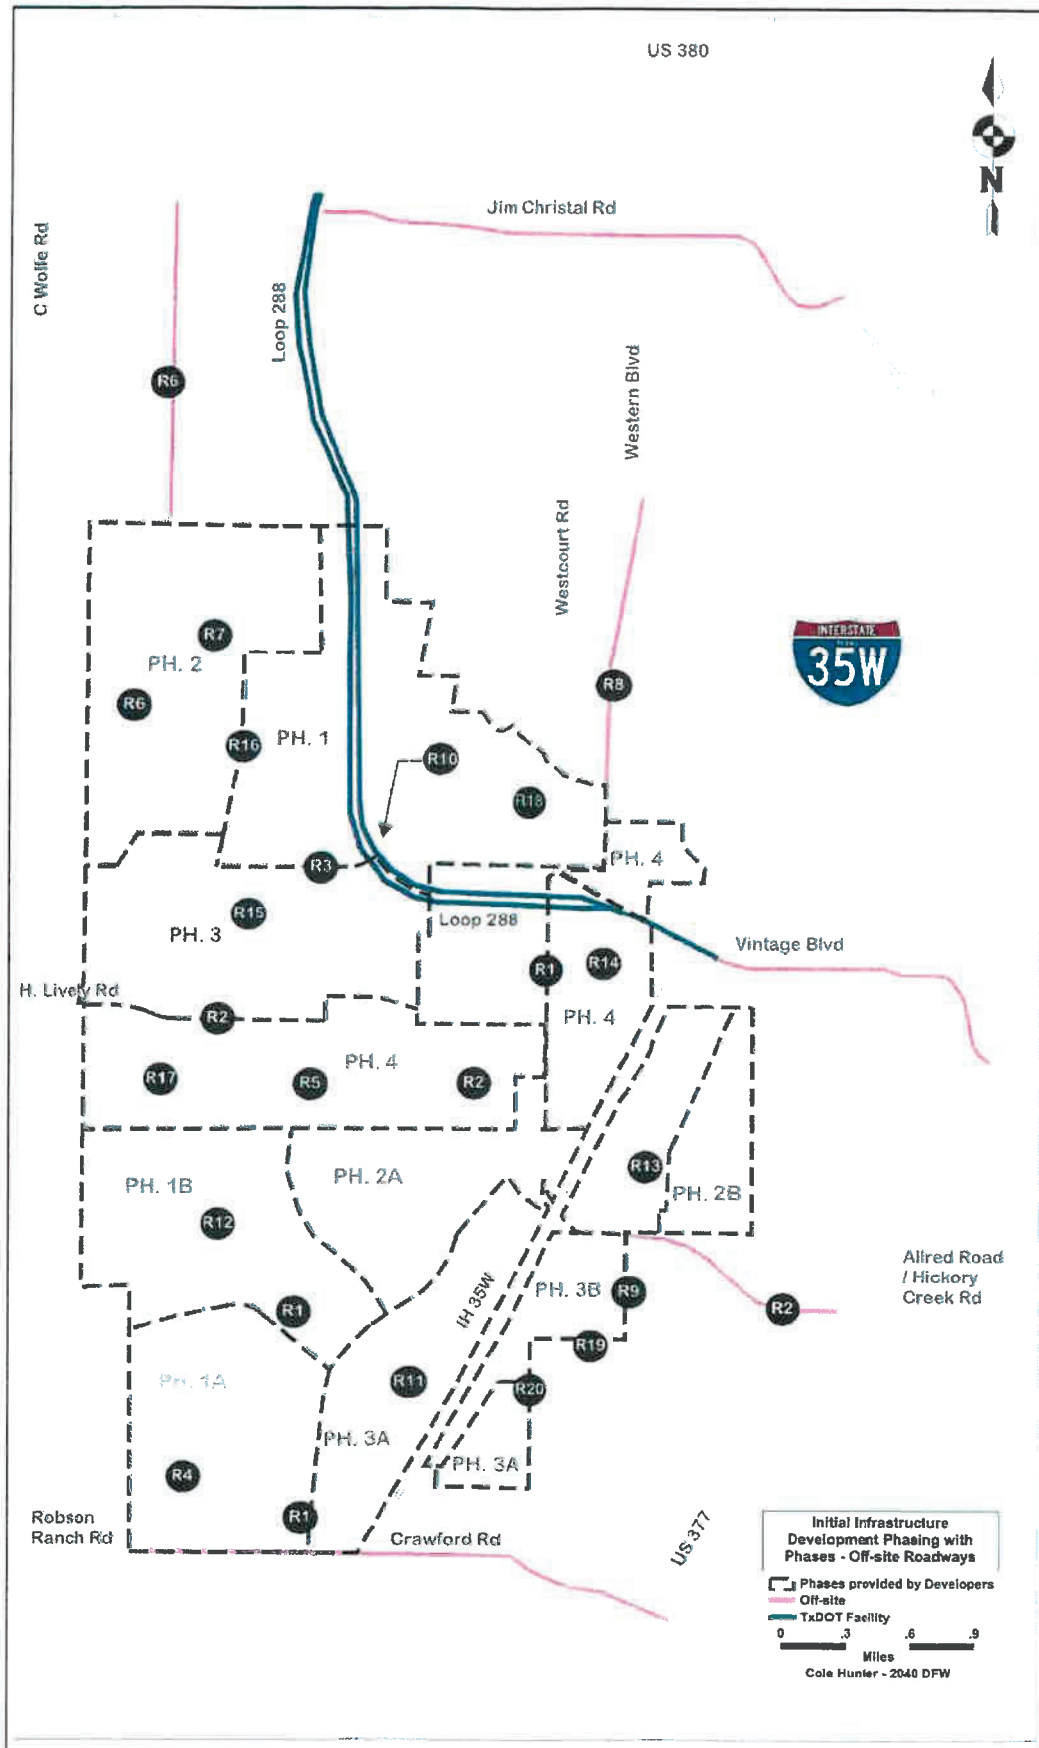 US 380
N
Jim Christal Rd
C Wolfe Rd
Loop 288
R6
Western Blvd
Westcourt Rd
INTERSTATE
35W
R7
PH. 2
R6
R8
R16
PH. 1
R10
R18
R3
PH. 4
R15
Loop 288
PH. 3
Vintage Blvd
R1
R14
H. Lively Rd
R2
PH. 4
PH. 4
R17
R5
R2
R13
PH. 2A
PH. 1B
PH. 2B
R12
Allred Road
/ Hickory
Creek Rd
IH 35W
PH. 3B
R9
R2
R1
R19
PH. 1A
R11
R20
PH. 3A
PH. 3A
R4
Robson
Ranch Rd
R1
Crawford Rd
US 377
Initial Infrastructure
Development Phasing with
Phases - Off-site Roadways
Phases provided by Developers
Off-site
TxDOT Facility
0 .3 .6 .9
Miles
Cole Hunter - 2040 DFW